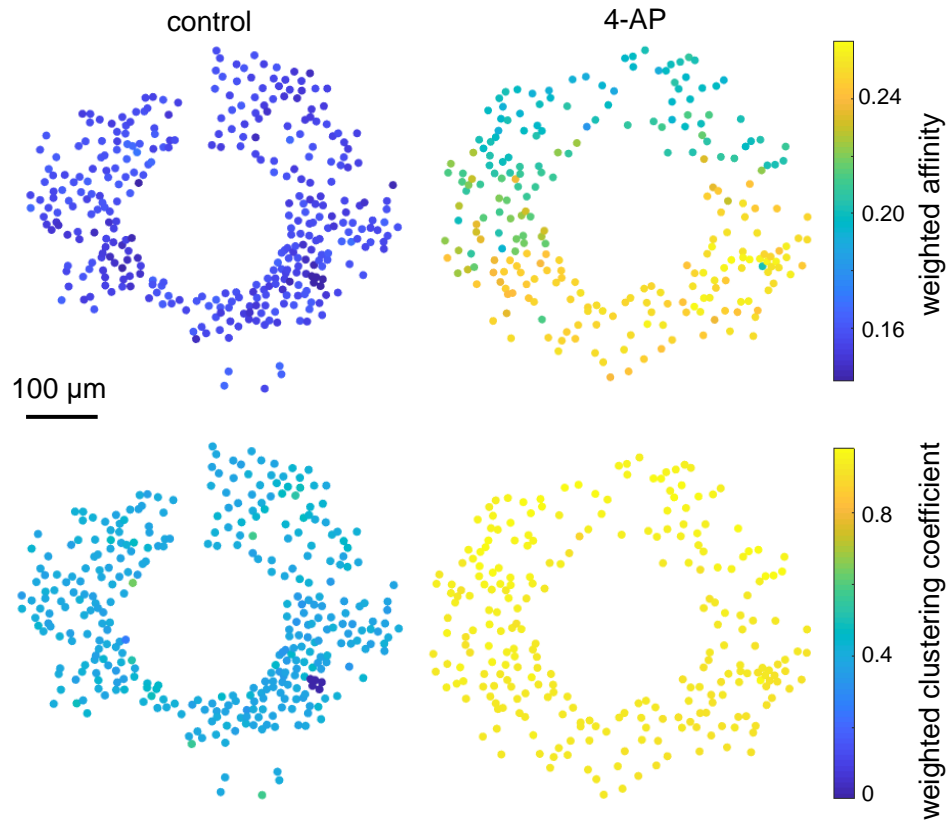 control
4-AP
0.24
0.20
0.16
weighted affinity
100 µm
0.8
0.4
0
weighted clustering coefficient